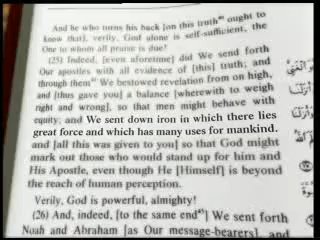 And he who turns his back [on this truth⁴⁰ ought to
know that], verily, God alone is self-sufficient, the
One to whom all praise is due!
(25) Indeed, [even aforetime] did We send forth
Our apostles with all evidence of [this] truth; and
through them⁴¹ We bestowed revelation from on high,
and [thus gave you] a balance [wherewith to weigh
right and wrong], so that men might behave with
equity; and We sent down iron in which there lies
great force and which has many uses for mankind.
and [all this was given to you] so that God might
mark out those who would stand up for him and
His Apostle, even though He [Himself] is beyond
the reach of human perception.
Verily, God is powerful, almighty!
(26) And, indeed, [to the same end⁴³] We sent forth
Noah and Abraham [as Our message-bearers], and